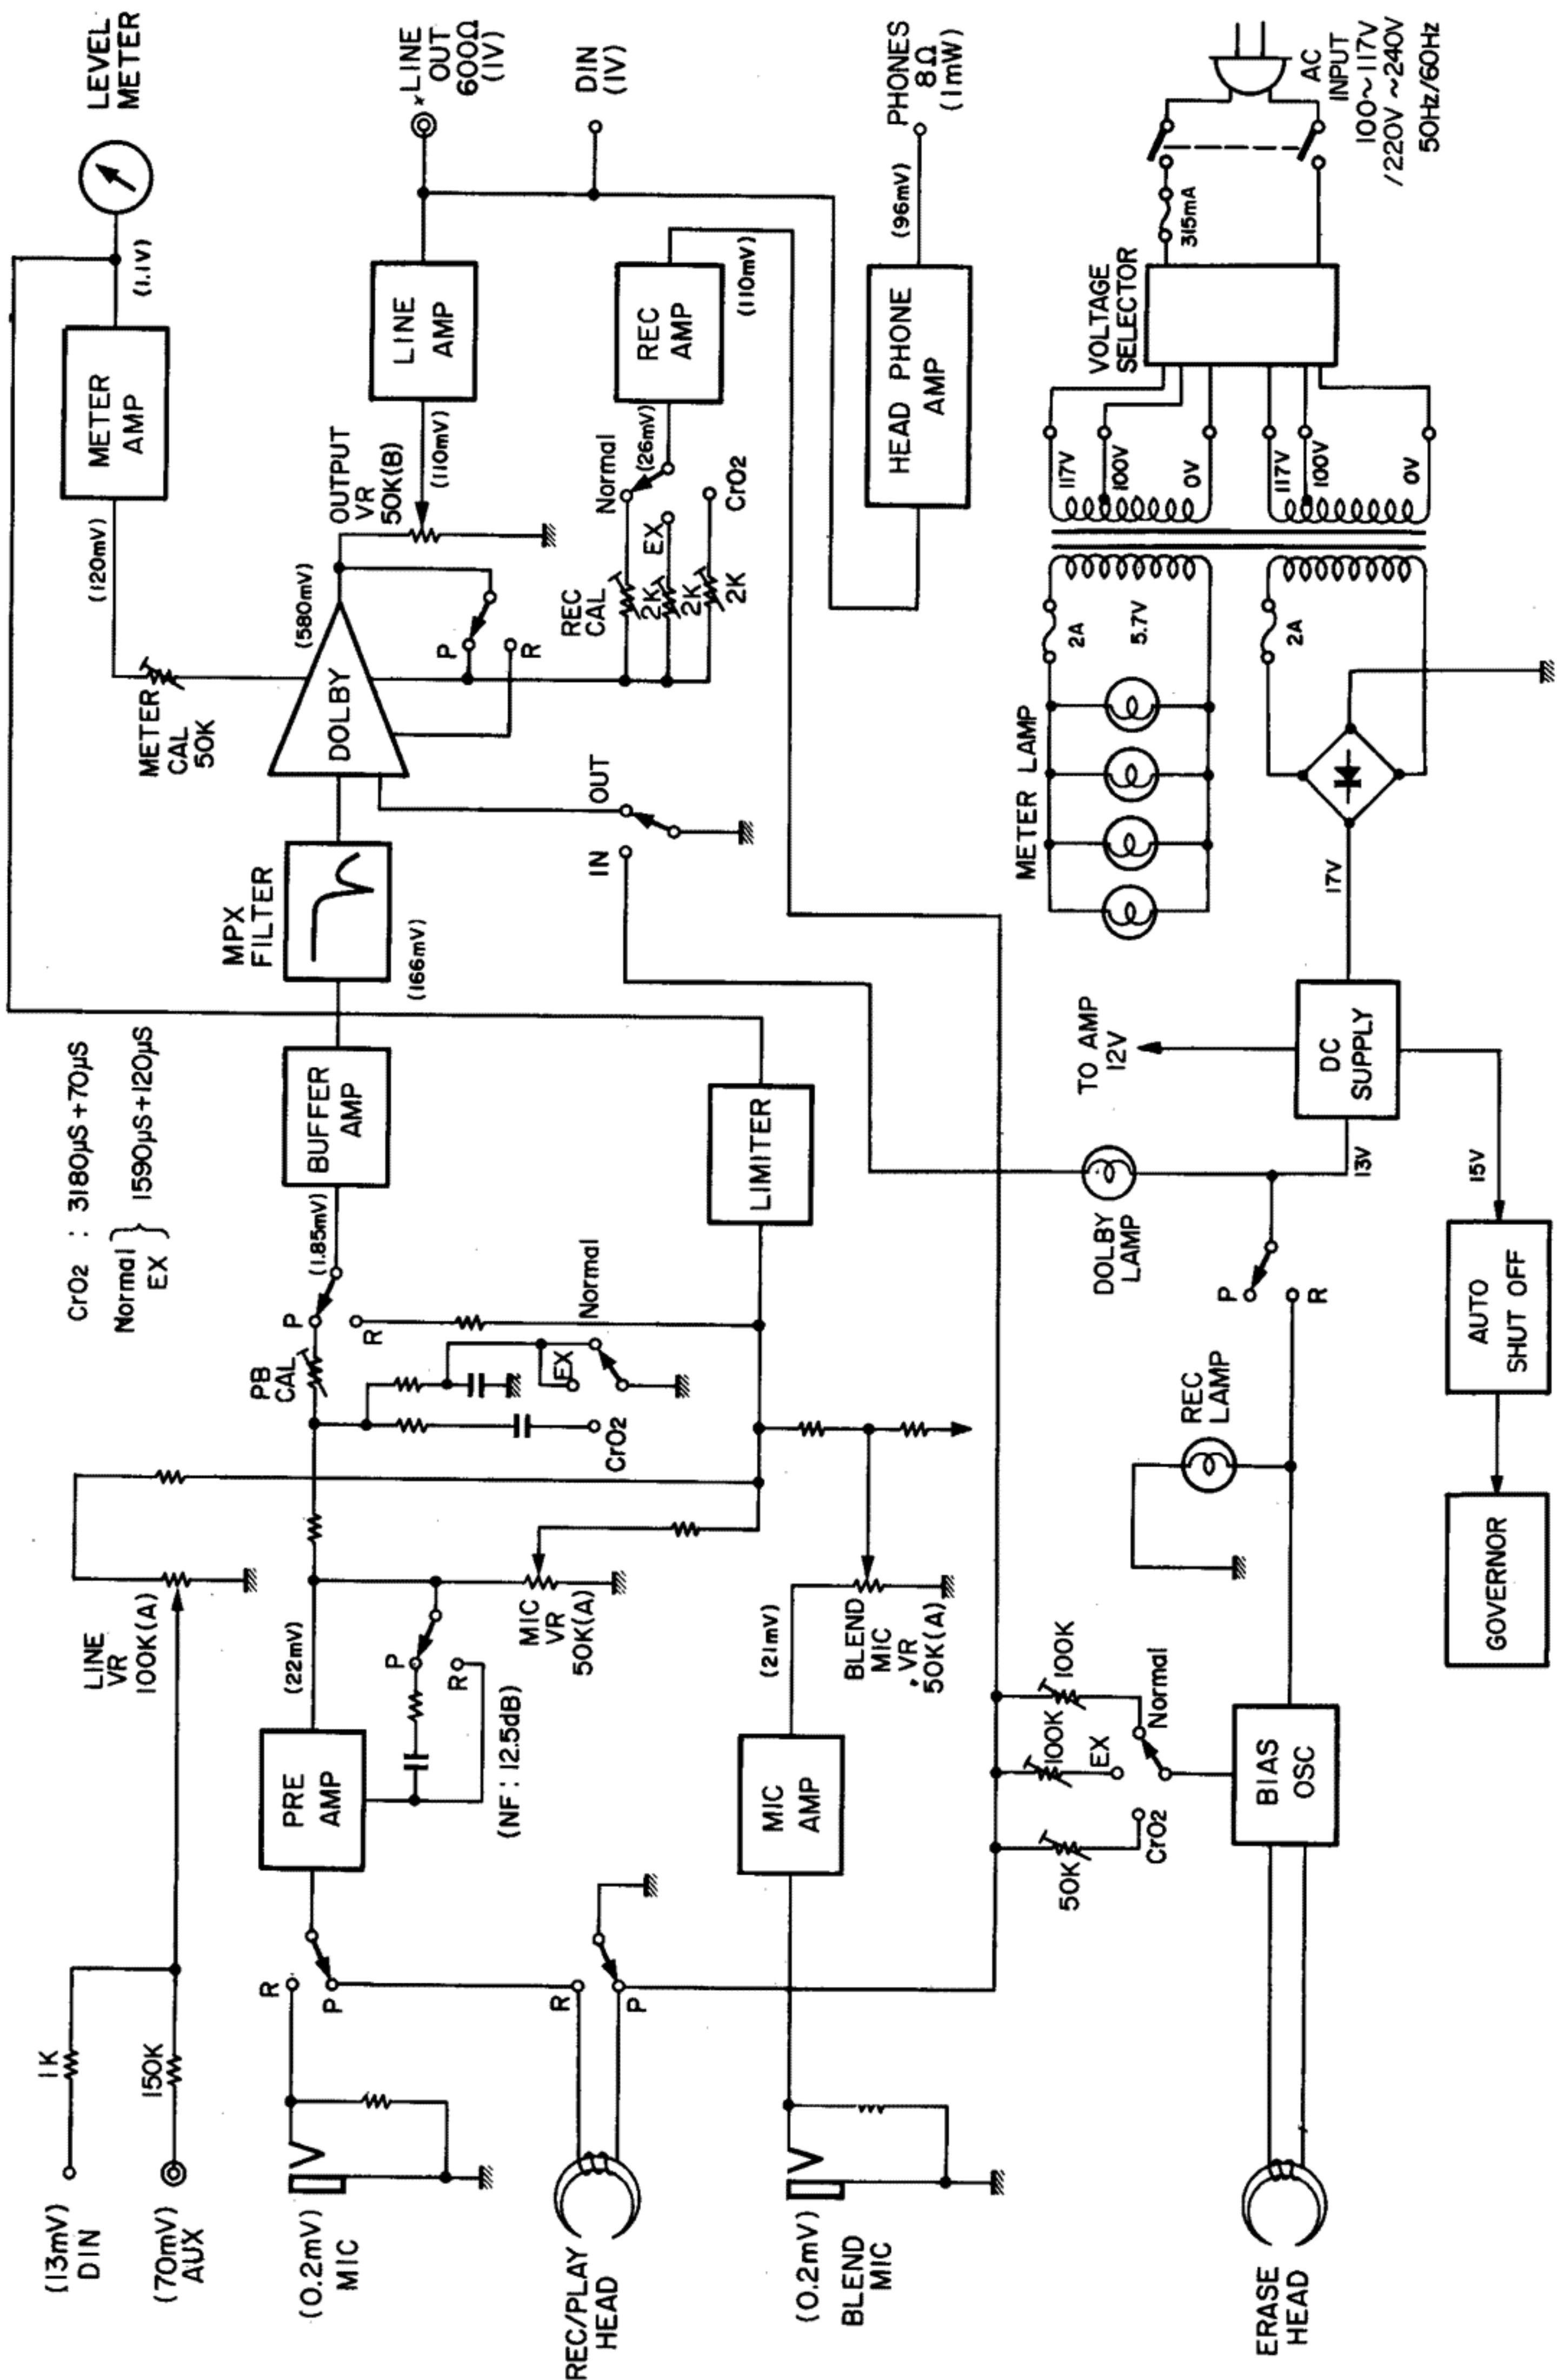 (13mV)
DIN
1K
(70mV)
AUX
150K
LINE
VR
100K(A)
CrO2 : 3180µS+70µS
Normal
EX
1590µS+120µS
(0.2mV)
MIC
R
P
PRE
AMP
(22mV)
P
R
(NF : 12.5dB)
MIC
VR
50K(A)
PB
CAL
P
R
(1.85mV)
CrO2
EX
Normal
BUFFER
AMP
MPX
FILTER
(166mV)
DOLBY
(580mV)
METER
CAL
50K
(120mV)
METER
AMP
(1.1V)
LEVEL
METER
P
R
OUTPUT
VR
50K(B)
(110mV)
LINE
AMP
*LINE
OUT
600Ω
(1V)
DIN
(1V)
REC
CAL
2K
2K
2K
Normal
EX
CrO2
(26mV)
REC
AMP
(110mV)
IN
OUT
REC/PLAY
HEAD
R
P
(0.2mV)
BLEND
MIC
MIC
AMP
(21mV)
BLEND
MIC
VR
50K(A)
LIMITER
HEAD PHONE
AMP
(96mV)
PHONES
8Ω
(1mW)
50K
100K
100K
CrO2
EX
Normal
ERASE
HEAD
BIAS
OSC
REC
LAMP
P
R
DOLBY
LAMP
13V
TO AMP
12V
DC
SUPPLY
17V
15V
AUTO
SHUT OFF
GOVERNOR
METER LAMP
2A
5.7V
2A
117V
100V
0V
117V
100V
0V
VOLTAGE
SELECTOR
315mA
AC
INPUT
100~117V
/220V~240V
50Hz/60Hz